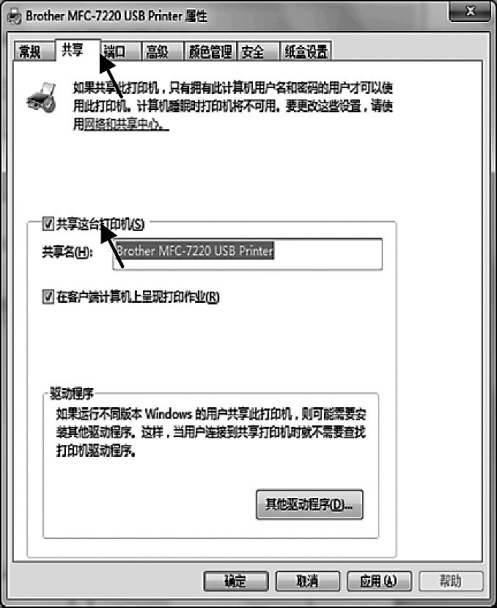 Brother MFC-7220 USB Printer 属性
常规 共享 端口 高级 颜色管理 安全 纸盒设置
如果共享此打印机，只有拥有此计算机用户名和密码的用户才可以使
用此打印机。计算机睡眠时打印机将不可用。要更改这些设置，请使
用网络和共享中心。
共享这台打印机(S)
共享名(H): Brother MFC-7220 USB Printer
在客户端计算机上呈现打印作业(R)
驱动程序
如果运行不同版本 Windows 的用户共享此打印机，则可能需要安
装其他驱动程序。这样，当用户连接到共享打印机时就不需要查找
打印机驱动程序。
其他驱动程序(D)...
确定 取消 应用(A) 帮助